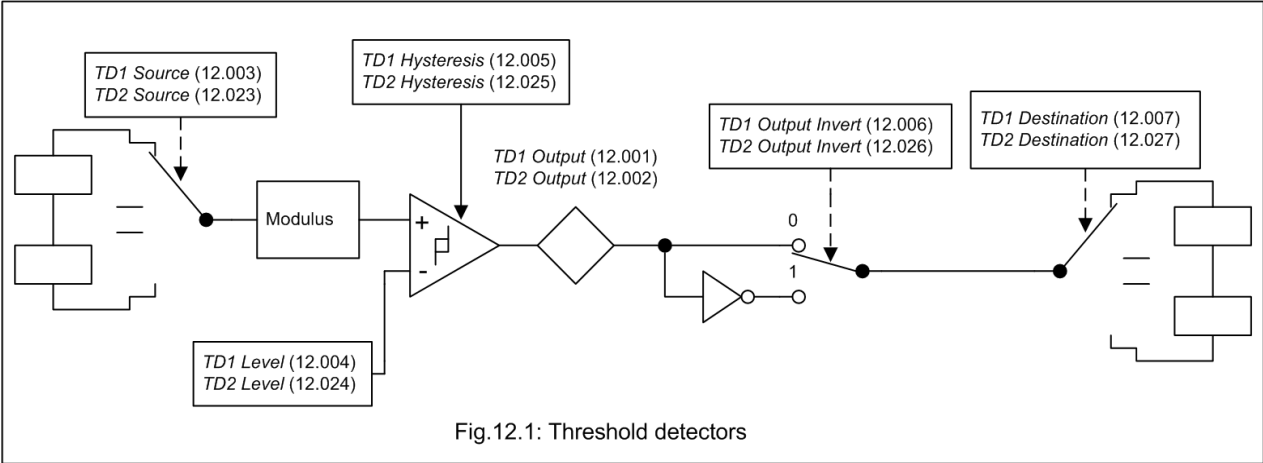 TD1 Source (12.003)
TD2 Source (12.023)
TD1 Hysteresis (12.005)
TD2 Hysteresis (12.025)
TD1 Output (12.001)
TD2 Output (12.002)
TD1 Output Invert (12.006)
TD2 Output Invert (12.026)
TD1 Destination (12.007)
TD2 Destination (12.027)
Modulus
+
-
0
1
TD1 Level (12.004)
TD2 Level (12.024)
Fig.12.1: Threshold detectors